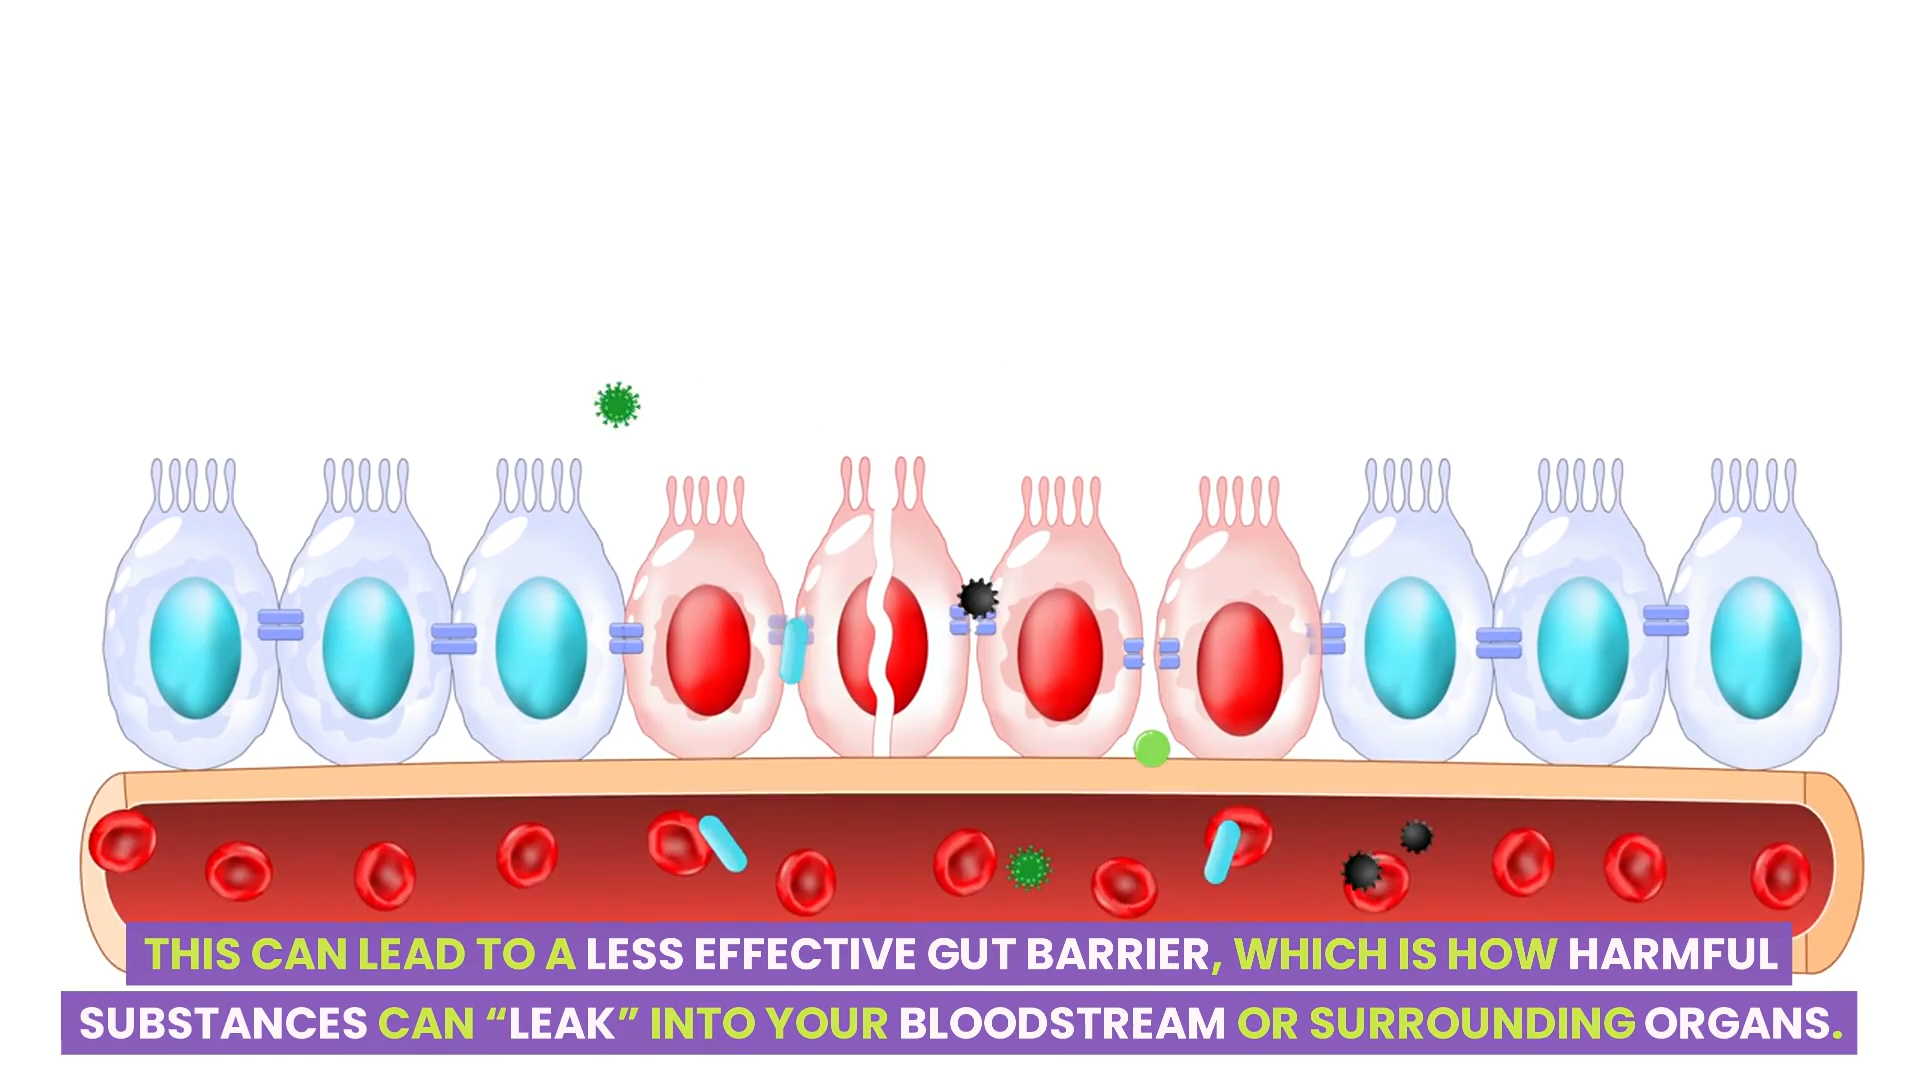 THIS CAN LEAD TO A LESS EFFECTIVE GUT BARRIER, WHICH IS HOW HARMFUL
SUBSTANCES CAN “LEAK” INTO YOUR BLOODSTREAM OR SURROUNDING ORGANS.